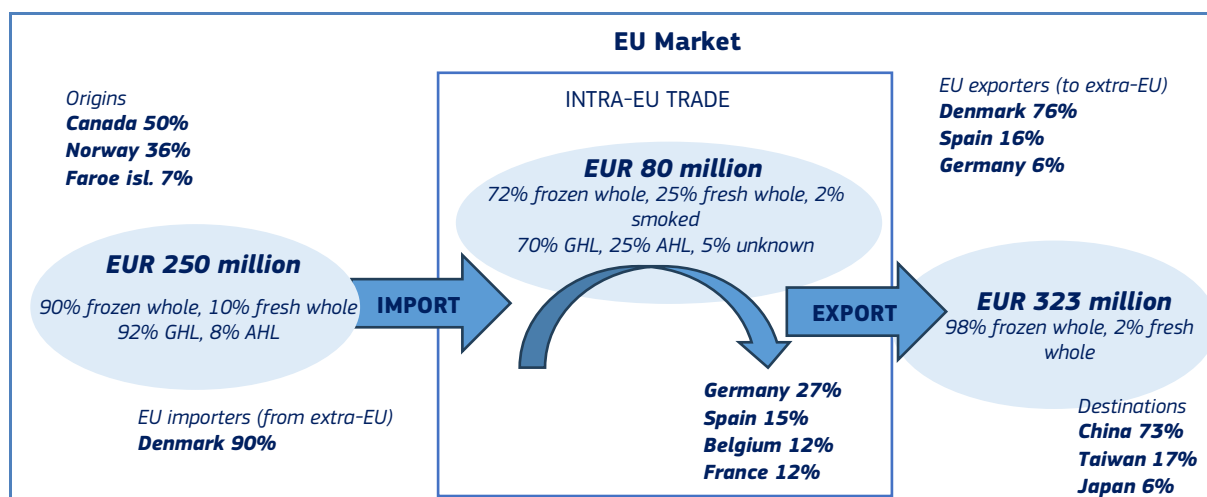 EU Market
Origins
Canada 50%
Norway 36%
Faroe isl. 7%
EUR 250 million
90% frozen whole, 10% fresh whole
92% GHL, 8% AHL
IMPORT
EU importers (from extra-EU)
Denmark 90%
INTRA-EU TRADE
EUR 80 million
72% frozen whole, 25% fresh whole, 2%
smoked
70% GHL, 25% AHL, 5% unknown
Germany 27%
Spain 15%
Belgium 12%
France 12%
EU exporters (to extra-EU)
Denmark 76%
Spain 16%
Germany 6%
EXPORT
EUR 323 million
98% frozen whole, 2% fresh
whole
Destinations
China 73%
Taiwan 17%
Japan 6%